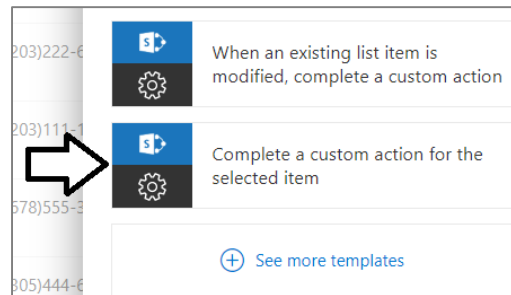 203)222-6
When an existing list item is
modified, complete a custom action
203)111-1
Complete a custom action for the
selected item
578)555-3
See more templates
305)444-6